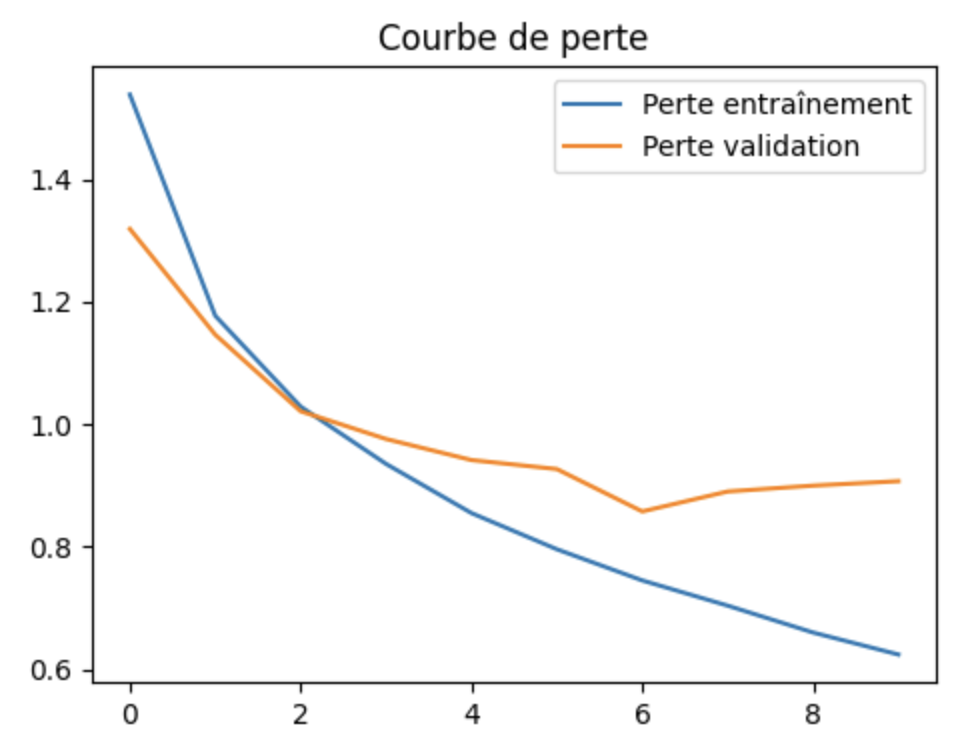 Courbe de perte
Perte entraînement
Perte validation
1.4
1.2
1.0
0.8
0.6
0 2 4 6 8